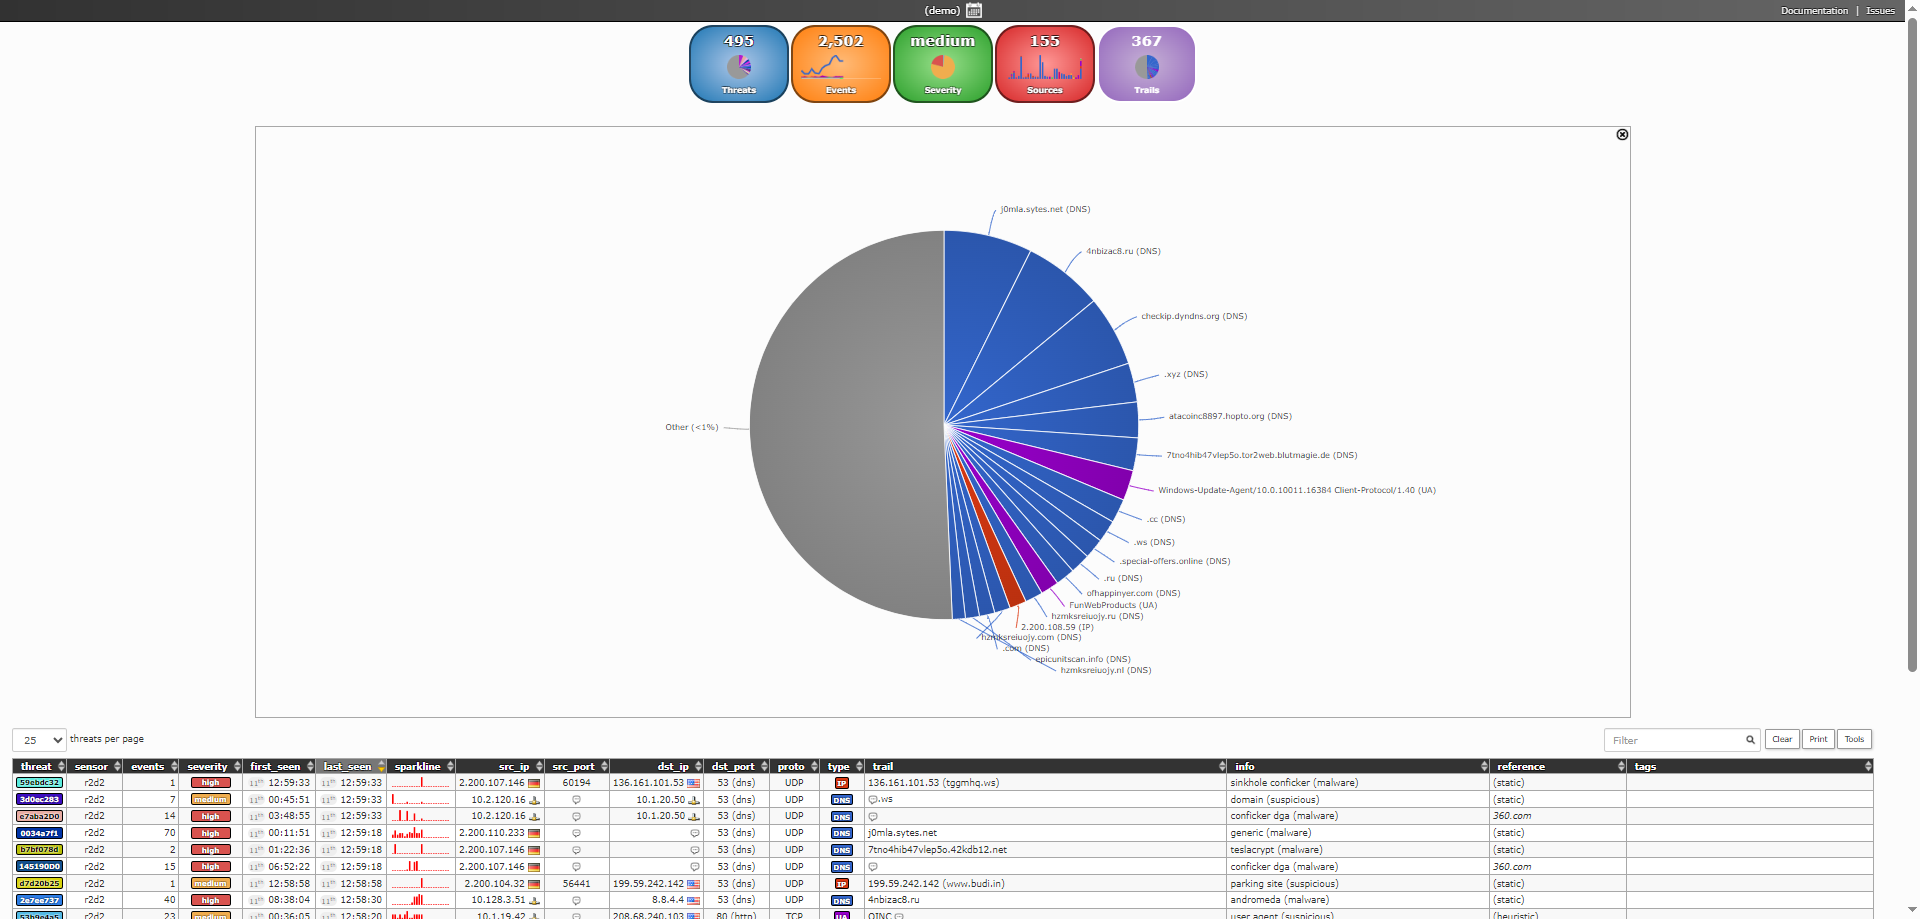 (demo)
Documentation | Issues
495 Threats
2,502 Events
medium Severity
155 Sources
367 Trails
j0mla.sytes.net (DNS)
4nbizac8.ru (DNS)
checkip.dyndns.org (DNS)
.xyz (DNS)
atacoinc8897.hopto.org (DNS)
Other (<1%)
7tno4hib47vlep5o.tor2web.blutmagie.de (DNS)
Windows-Update-Agent/10.0.10011.16384 Client-Protocol/1.40 (UA)
.cc (DNS)
.ws (DNS)
.special-offers.online (DNS)
.ru (DNS)
ofhappinyer.com (DNS)
FunWebProducts (UA)
hzmksreiuojy.ru (DNS)
2.200.108.59 (IP)
hzmksreiuojy.com (DNS)
.com (DNS)
epicunitscan.info (DNS)
hzmksreiuojy.nl (DNS)
25 threats per page
Filter Clear Print Tools
threat sensor events severity first_seen last_seen sparkline src_ip src_port dst_ip dst_port proto type trail info reference tags
59ebdc32 r2d2 1 high 11th 12:59:33 11th 12:59:33 2.200.107.146 60194 136.161.101.53 53 (dns) UDP IP 136.161.101.53 (tggmhq.ws) sinkhole conficker (malware) (static)
3d0ec283 r2d2 7 medium 11th 00:45:51 11th 12:59:33 10.2.120.16 10.1.20.50 53 (dns) UDP DNS .ws domain (suspicious) (static)
e7aba2D0 r2d2 14 high 11th 03:48:55 11th 12:59:33 10.2.120.16 10.1.20.50 53 (dns) UDP DNS conficker dga (malware) 360.com
0034a7f1 r2d2 70 high 11th 00:11:51 11th 12:59:18 2.200.110.233 53 (dns) UDP DNS j0mla.sytes.net generic (malware) (static)
b7bf078d r2d2 2 high 11th 01:22:36 11th 12:59:18 2.200.107.146 53 (dns) UDP DNS 7tno4hib47vlep5o.42kdb12.net teslacrypt (malware) (static)
145190D0 r2d2 15 high 11th 06:52:22 11th 12:59:18 2.200.107.146 53 (dns) UDP DNS conficker dga (malware) 360.com
d7d20b25 r2d2 1 medium 11th 12:58:58 11th 12:58:58 2.200.104.32 56441 199.59.242.142 53 (dns) UDP IP 199.59.242.142 (www.budi.in) parking site (suspicious) (static)
2e7ee737 r2d2 40 high 11th 08:38:04 11th 12:58:30 10.128.3.51 8.8.4.4 53 (dns) UDP DNS 4nbizac8.ru andromeda (malware) (static)
53b9e4a5 r2d2 23 medium 11th 00:36:05 11th 12:58:20 10.1.19.42 208.68.240.103 80 (http) TCP UA OINC user agent (suspicious) (heuristic)